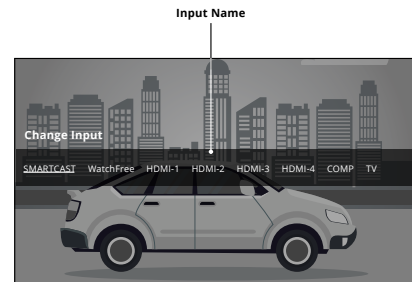 Input Name
Change Input
SMARTCAST WatchFree HDMI-1 HDMI-2 HDMI-3 HDMI-4 COMP TV